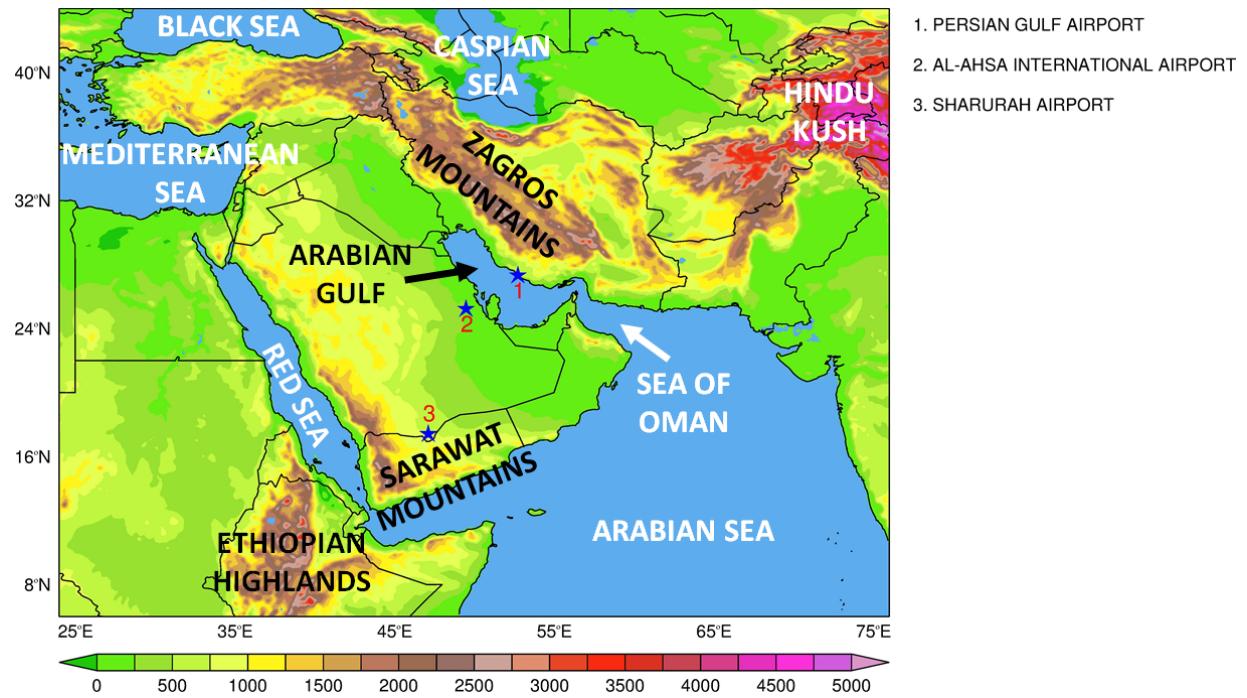 BLACK SEA
CASPIAN
SEA
HINDU
KUSH
MEDITERRANEAN
SEA
ZAGROS
MOUNTAINS
ARABIAN
GULF
1
2
RED SEA
SEA OF
OMAN
3
SARAWAT
MOUNTAINS
ARABIAN SEA
ETHIOPIAN
HIGHLANDS
40°N
32°N
24°N
16°N
8°N
25°E 35°E 45°E 55°E 65°E 75°E
0 500 1000 1500 2000 2500 3000 3500 4000 4500 5000
1. PERSIAN GULF AIRPORT
2. AL-AHSA INTERNATIONAL AIRPORT
3. SHARURAH AIRPORT